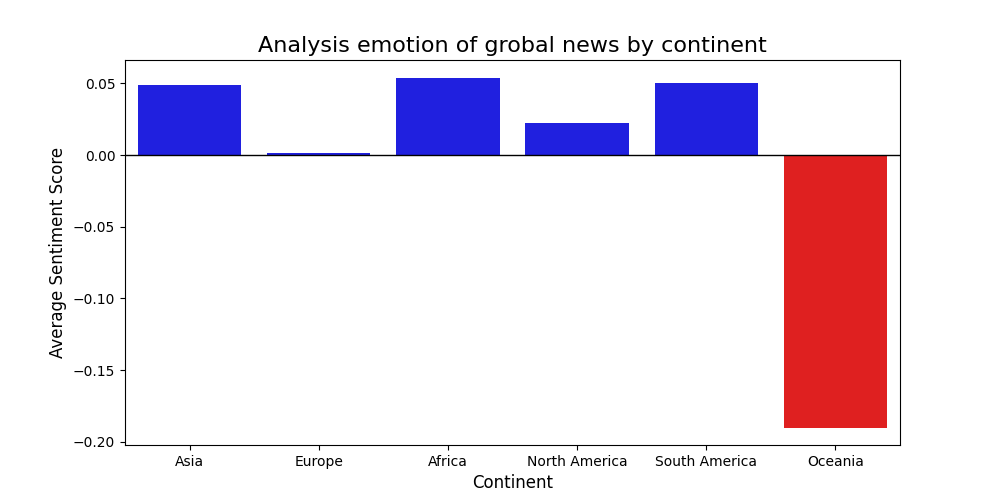 Analysis emotion of grobal news by continent
0.05
0.00
−0.05
−0.10
−0.15
−0.20
Average Sentiment Score
Asia Europe Africa North America South America Oceania
Continent